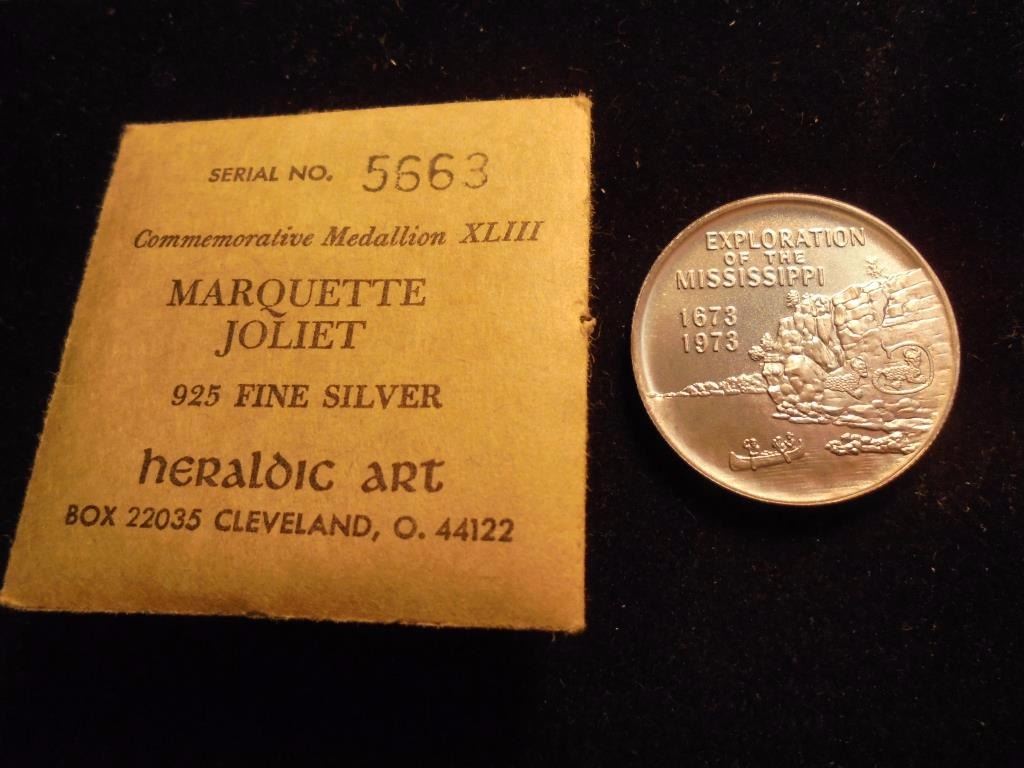 SERIAL NO. 5663
Commemorative Medallion XLIII
MARQUETTE
JOLIET
925 FINE SILVER
heraldic art
BOX 22035 CLEVELAND, O. 44122
EXPLORATION
OF THE
MISSISSIPPI
1673
1973